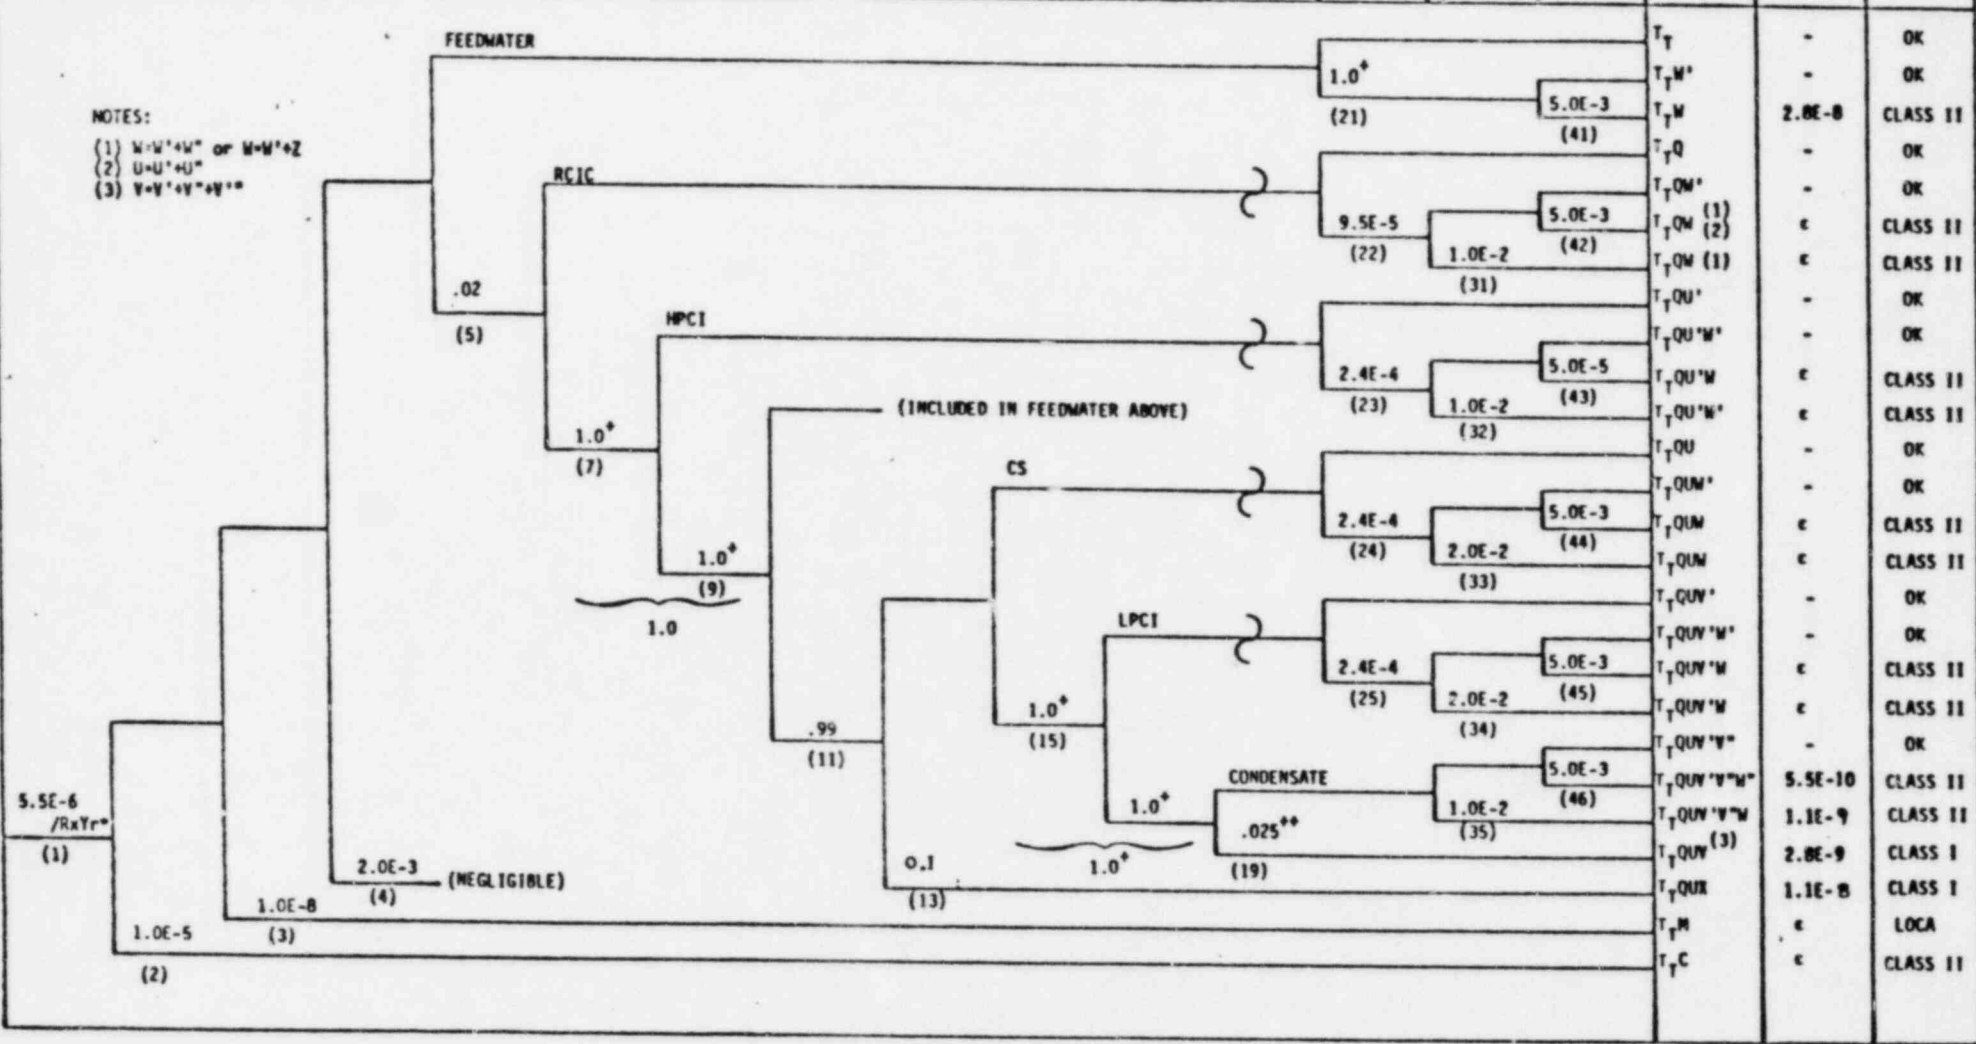 FEEDWATER
NOTES:
(1) W=W'+W" or W=W'+Z
(2) U=U'+U"
(3) V=V'+V"+V'"
RCIC
.02
(5)
HPCI
1.0+
(7)
(INCLUDED IN FEEDWATER ABOVE)
1.0+
(9)
1.0
CS
.99
(11)
LPCI
1.0+
(15)
CONDENSATE
1.0+
1.0+
.025++
(19)
0.1
(13)
5.5E-6
/RxYr*
(1)
2.0E-3
(4)
(NEGLIGIBLE)
1.0E-8
(3)
1.0E-5
(2)
1.0+
(21)
5.0E-3
(41)
9.5E-5
(22)
5.0E-3
(42)
1.0E-2
(31)
2.4E-4
(23)
5.0E-5
(43)
1.0E-2
(32)
2.4E-4
(24)
5.0E-3
(44)
2.0E-2
(33)
2.4E-4
(25)
5.0E-3
(45)
2.0E-2
(34)
5.0E-3
(46)
1.0E-2
(35)
TT - OK
TTW' - OK
TTW 2.8E-8 CLASS II
TTQ - OK
TTQW' - OK
TTQW (1) (2) ε CLASS II
TTQW (1) ε CLASS II
TTQU' - OK
TTQU'W' - OK
TTQU'W ε CLASS II
TTQU'W' ε CLASS II
TTQU - OK
TTQUW' - OK
TTQUW ε CLASS II
TTQUW ε CLASS II
TTQUV' - OK
TTQUV'W' - OK
TTQUV'W ε CLASS II
TTQUV'W ε CLASS II
TTQUV'V" - OK
TTQUV'V"W" 5.5E-10 CLASS II
TTQUV'V"W 1.1E-9 CLASS II
TTQUV (3) 2.8E-9 CLASS I
TTQUX 1.1E-8 CLASS I
TTM ε LOCA
TTC ε CLASS II